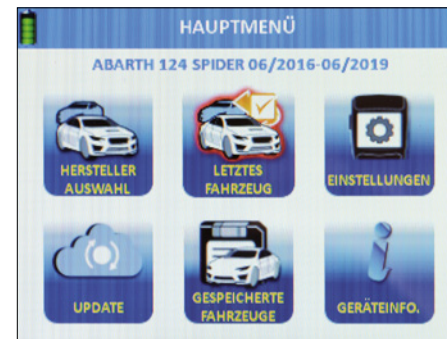 HAUPTMENÜ
ABARTH 124 SPIDER 06/2016-06/2019
HERSTELLER
AUSWAHL
LETZTES
FAHRZEUG
EINSTELLUNGEN
UPDATE
GESPEICHERTE
FAHRZEUGE
GERÄTEINFO.